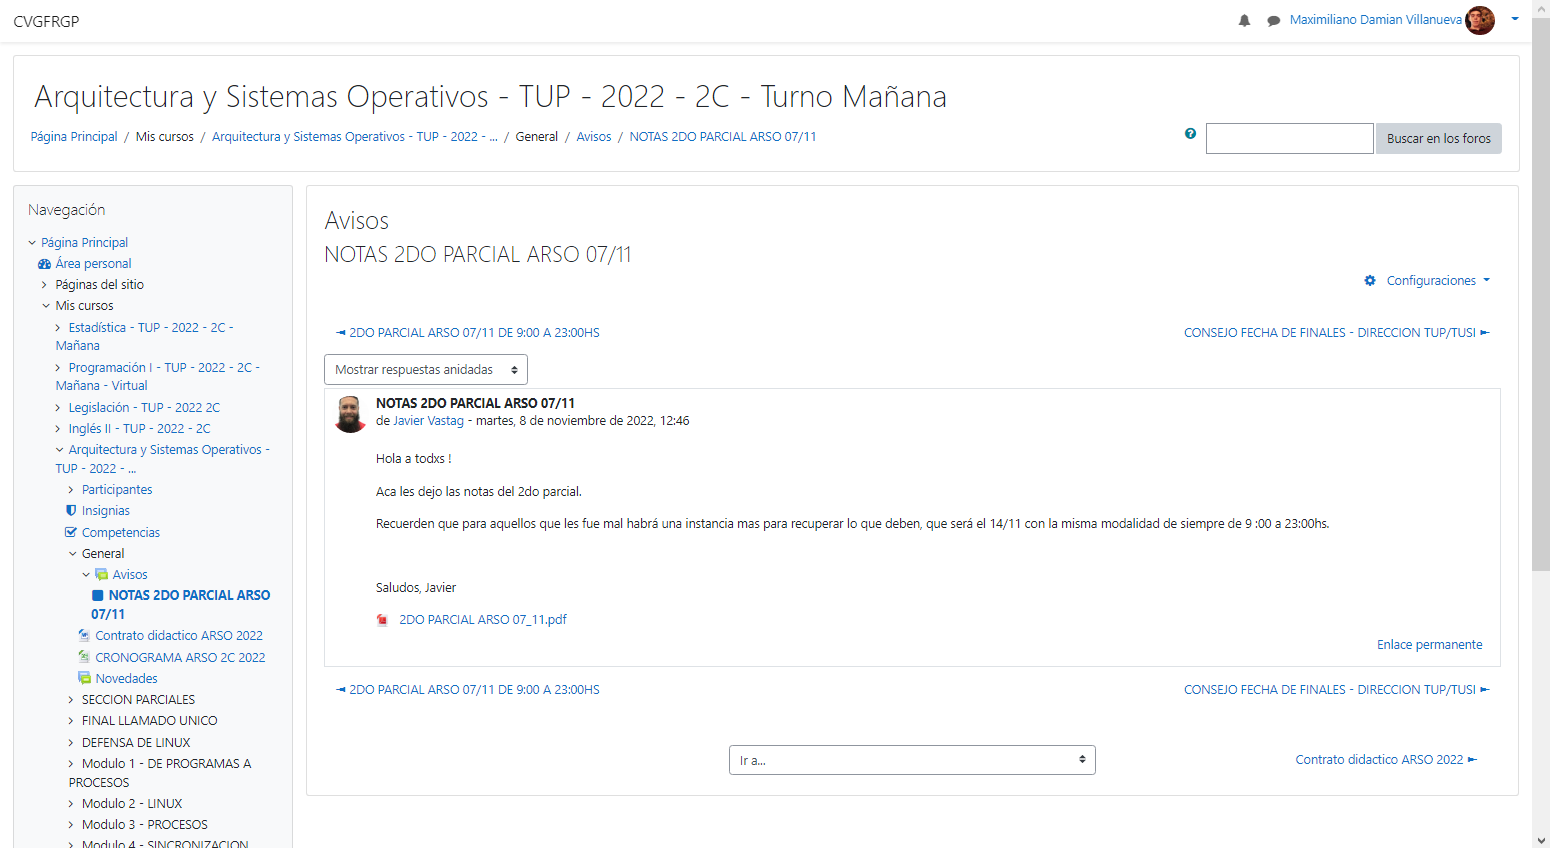 CVGFRGP
Maximiliano Damian Villanueva
Arquitectura y Sistemas Operativos - TUP - 2022 - 2C - Turno Mañana
Página Principal / Mis cursos / Arquitectura y Sistemas Operativos - TUP - 2022 - ... / General / Avisos / NOTAS 2DO PARCIAL ARSO 07/11
Buscar en los foros
Navegación
Página Principal
Área personal
Páginas del sitio
Mis cursos
Estadística - TUP - 2022 - 2C -
Mañana
Programación I - TUP - 2022 - 2C -
Mañana - Virtual
Legislación - TUP - 2022 2C
Inglés II - TUP - 2022 - 2C
Arquitectura y Sistemas Operativos -
TUP - 2022 - ...
Participantes
Insignias
Competencias
General
Avisos
NOTAS 2DO PARCIAL ARSO
07/11
Contrato didactico ARSO 2022
CRONOGRAMA ARSO 2C 2022
Novedades
SECCION PARCIALES
FINAL LLAMADO UNICO
DEFENSA DE LINUX
Modulo 1 - DE PROGRAMAS A
PROCESOS
Modulo 2 - LINUX
Modulo 3 - PROCESOS
Modulo 4 - SINCRONIZACION
Avisos
NOTAS 2DO PARCIAL ARSO 07/11
Configuraciones
◄ 2DO PARCIAL ARSO 07/11 DE 9:00 A 23:00HS
CONSEJO FECHA DE FINALES - DIRECCION TUP/TUSI ►
Mostrar respuestas anidadas
NOTAS 2DO PARCIAL ARSO 07/11
de Javier Vastag - martes, 8 de noviembre de 2022, 12:46
Hola a todxs !
Aca les dejo las notas del 2do parcial.
Recuerden que para aquellos que les fue mal habrá una instancia mas para recuperar lo que deben, que será el 14/11 con la misma modalidad de siempre de 9 :00 a 23:00hs.
Saludos, Javier
2DO PARCIAL ARSO 07_11.pdf
Enlace permanente
◄ 2DO PARCIAL ARSO 07/11 DE 9:00 A 23:00HS
CONSEJO FECHA DE FINALES - DIRECCION TUP/TUSI ►
Ir a...
Contrato didactico ARSO 2022 ►